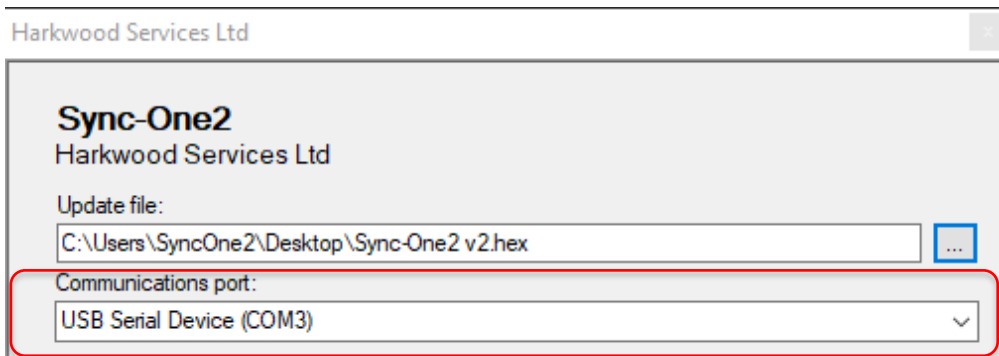 Harkwood Services Ltd
x
Sync-One2
Harkwood Services Ltd
Update file:
C:\Users\SyncOne2\Desktop\Sync-One2 v2.hex
...
Communications port:
USB Serial Device (COM3)